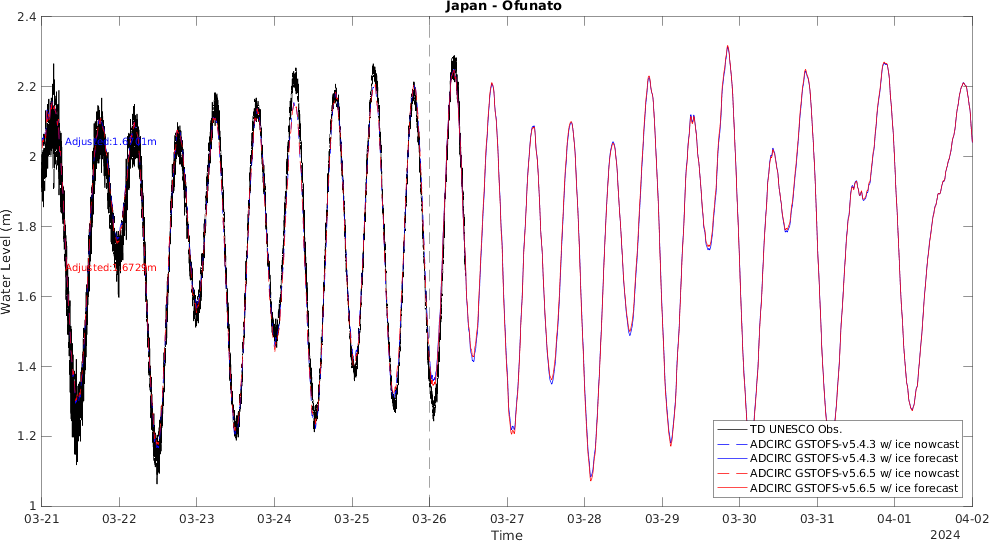 Japan - Ofunato
2.4
2.2
2
1.8
1.6
1.4
1.2
1
Water Level (m)
Adjusted:1.6729m
03-21
03-22
03-23
03-24
03-25
03-26
03-27
03-28
03-29
03-30
03-31
04-01
04-02
Time
2024
TD UNESCO Obs.
ADCIRC GSTOFS-v5.4.3 w/ ice nowcast
ADCIRC GSTOFS-v5.4.3 w/ ice forecast
ADCIRC GSTOFS-v5.6.5 w/ ice nowcast
ADCIRC GSTOFS-v5.6.5 w/ ice forecast